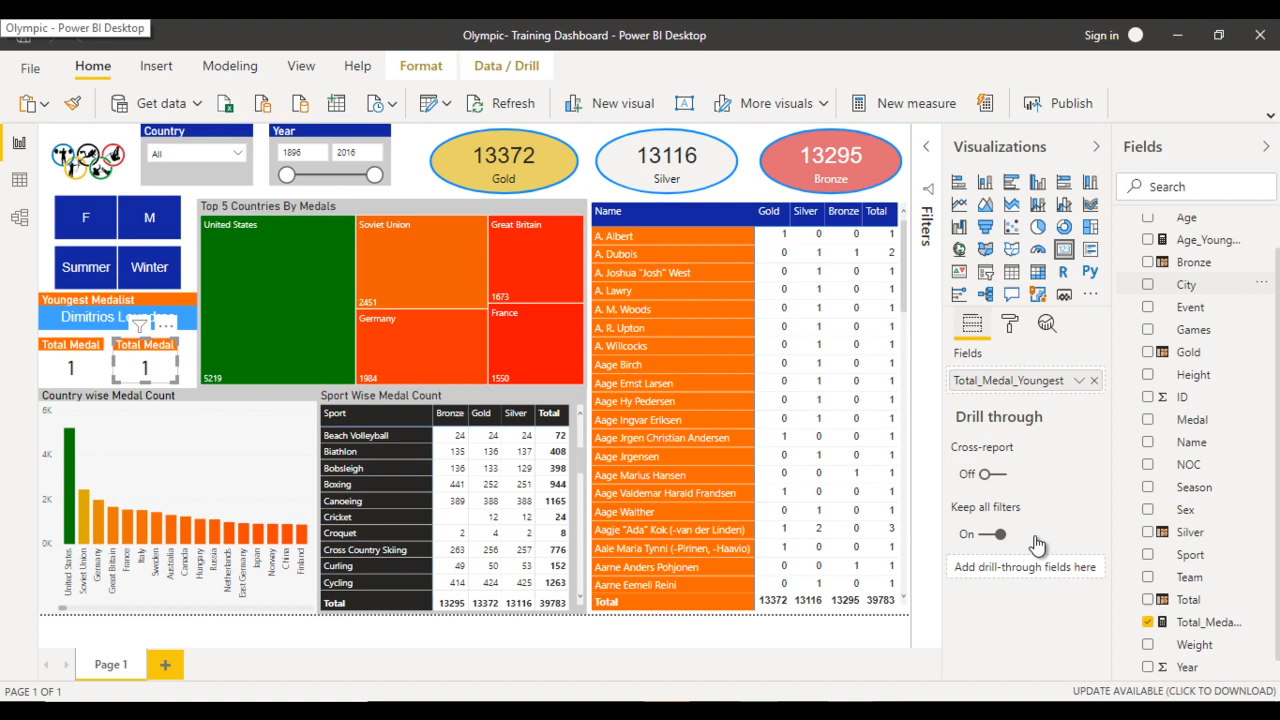 Olympic - Power BI Desktop
Olympic- Training Dashboard - Power BI Desktop
Sign in
File Home Insert Modeling View Help Format Data / Drill
Get data Refresh New visual More visuals New measure Publish
Country
All
Year
1896 2016
13372
Gold
13116
Silver
13295
Bronze
F M
Summer Winter
Youngest Medalist
Dimitrios
Total Medal
1
Total Medal
1
Top 5 Countries By Medals
United States
5219
Soviet Union
2451
Germany
1984
Great Britain
1673
France
1550
Name Gold Silver Bronze Total
A. Albert 1 0 0 1
A. Dubois 0 1 1 2
A. Joshua "Josh" West 0 1 0 1
A. Lawry 0 1 0 1
A. M. Woods 0 1 0 1
A. R. Upton 0 1 0 1
A. Willcocks 0 1 0 1
Aage Birch 0 1 0 1
Aage Ernst Larsen 0 1 0 1
Aage Hy Pedersen 0 1 0 1
Aage Ingvar Eriksen 0 1 0 1
Aage Jrgen Christian Andersen 1 0 0 1
Aage Jrgensen 0 1 0 1
Aage Marius Hansen 0 0 1 1
Aage Valdemar Harald Frandsen 1 0 0 1
Aage Walther 0 1 0 1
Aagje "Ada" Kok (-van der Linden) 1 2 0 3
Aale Maria Tynni (-Pirinen, -Haavio) 1 0 0 1
Aarne Anders Pohjonen 0 0 1 1
Aarne Eemeli Reini 0 1 0 1
Total 13372 13116 13295 39783
Country wise Medal Count
6K
4K
2K
0K
United States
Soviet Union
Germany
Great Britain
France
Italy
Sweden
Australia
Canada
Hungary
Russia
Netherlands
East Germany
Japan
Norway
China
Finland
Sport Wise Medal Count
Sport Bronze Gold Silver Total
Beach Volleyball 24 24 24 72
Biathlon 135 136 137 408
Bobsleigh 136 133 129 398
Boxing 441 252 251 944
Canoeing 389 388 388 1165
Cricket 12 12 24
Croquet 2 4 2 8
Cross Country Skiing 263 256 257 776
Curling 49 50 53 152
Cycling 414 424 425 1263
Total 13295 13372 13116 39783
Filters
Visualizations
R Py
Fields
Total_Medal_Youngest
Drill through
Cross-report
Off
Keep all filters
On
Add drill-through fields here
Fields
Search
Age
Age_Young...
Bronze
City
Event
Games
Gold
Height
ID
Medal
Name
NOC
Season
Sex
Silver
Sport
Team
Total
Total_Meda...
Weight
Year
Page 1
PAGE 1 OF 1
UPDATE AVAILABLE (CLICK TO DOWNLOAD)